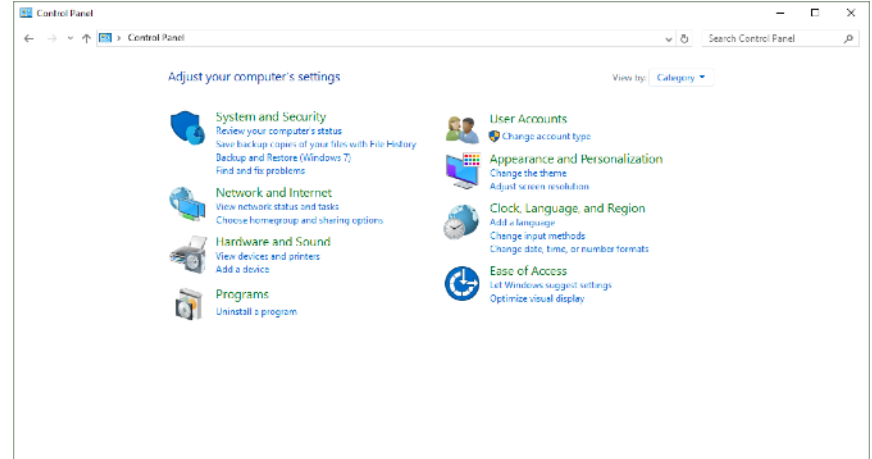 Control Panel
Control Panel
Search Control Panel
Adjust your computer's settings
View by: Category
System and Security
Review your computer's status
Save backup copies of your files with File History
Backup and Restore (Windows 7)
Find and fix problems
Network and Internet
View network status and tasks
Choose homegroup and sharing options
Hardware and Sound
View devices and printers
Add a device
Programs
Uninstall a program
User Accounts
Change account type
Appearance and Personalization
Change the theme
Adjust screen resolution
Clock, Language, and Region
Add a language
Change input methods
Change date, time, or number formats
Ease of Access
Let Windows suggest settings
Optimize visual display